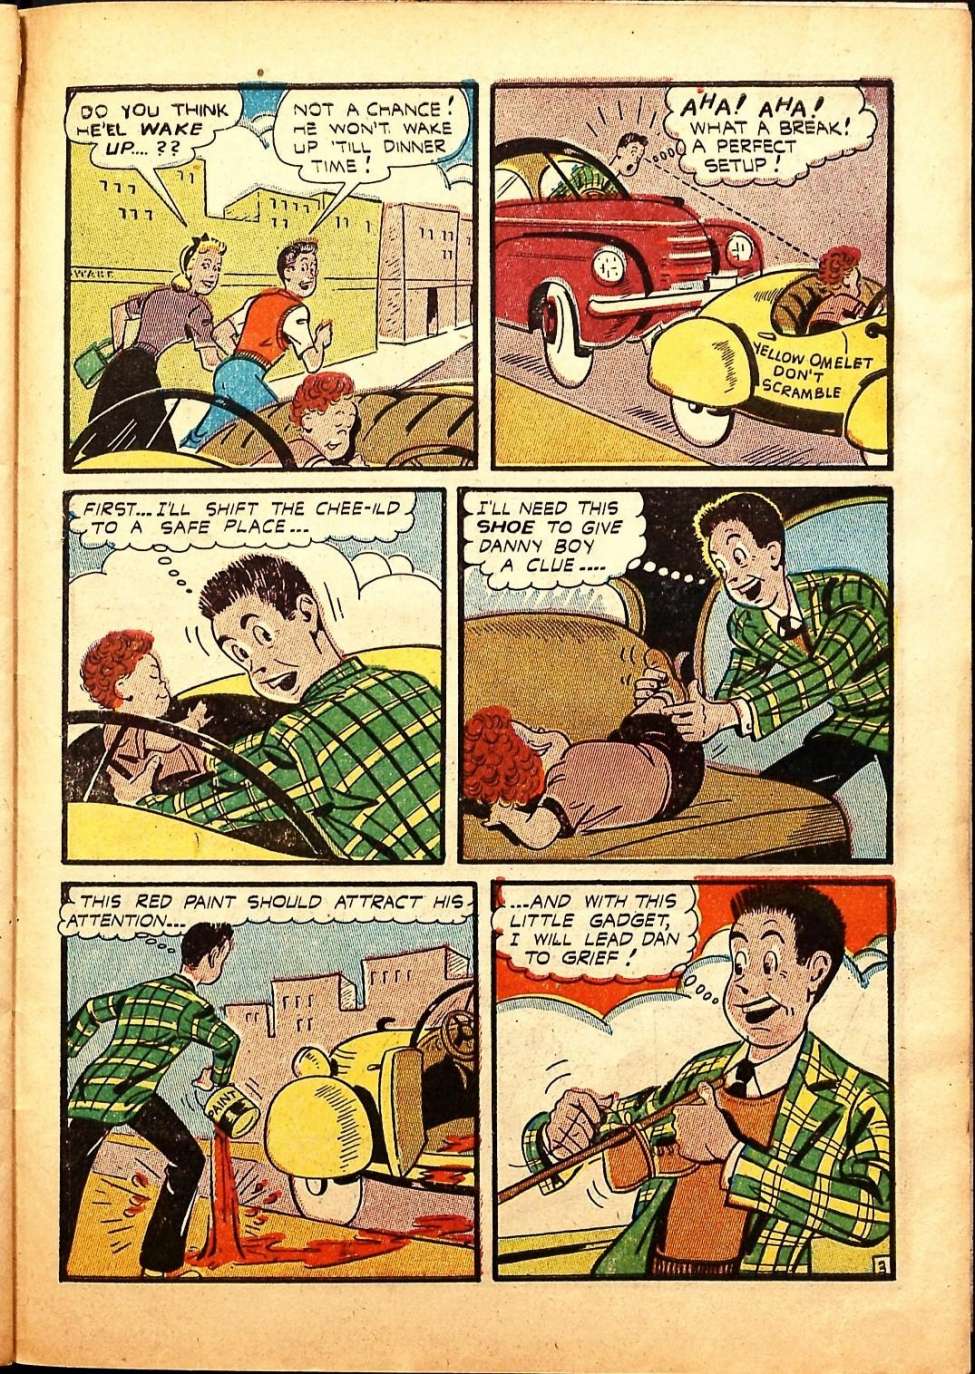 DO YOU THINK
HE'EL WAKE
UP.... ??
NOT A CHANCE!
HE WON'T WAKE
UP 'TILL DINNER
TIME!
WARE
AHA! AHA!
WHAT A BREAK!
A PERFECT
SETUP!
YELLOW OMELET
DON'T
SCRAMBLE
FIRST... I'LL SHIFT THE CHEE-ILD
TO A SAFE PLACE...
I'LL NEED THIS
SHOE TO GIVE
DANNY BOY
A CLUE....
THIS RED PAINT SHOULD ATTRACT HIS
ATTENTION...
PAINT
...AND WITH THIS
LITTLE GADGET,
I WILL LEAD DAN
TO GRIEF!
3